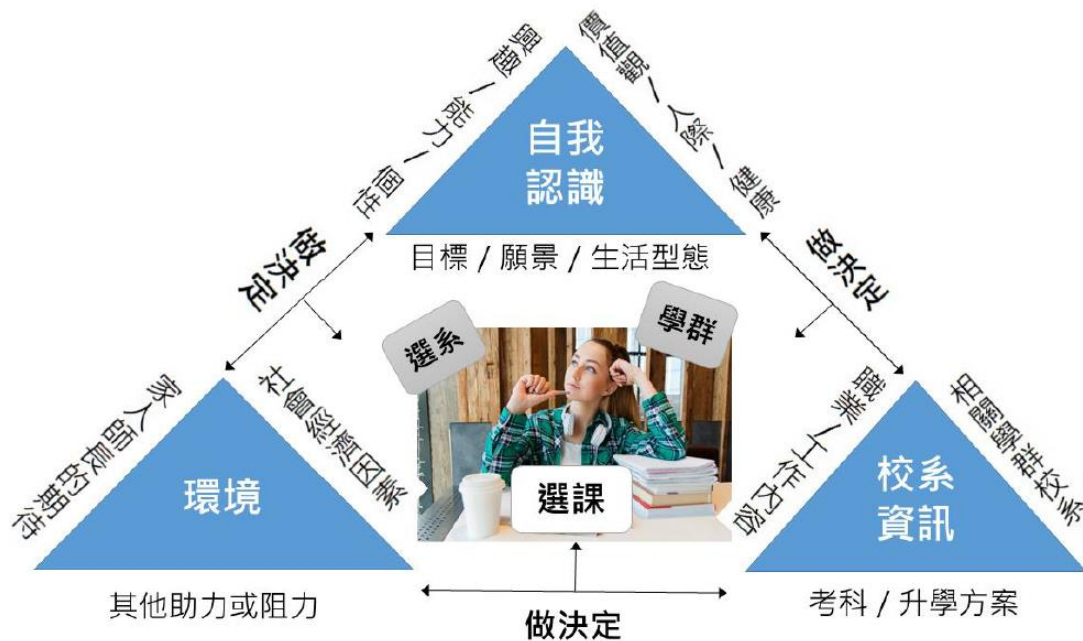 興趣/能力/個性
價值觀/人際/健康
自我
認識
目標 / 願景 / 生活型態
做決定
做決定
選系
學群
選課
家人師長的期待
社會經濟因素
環境
其他助力或阻力
職業/工作內容
相關學群校系
校系
資訊
考科 / 升學方案
做決定